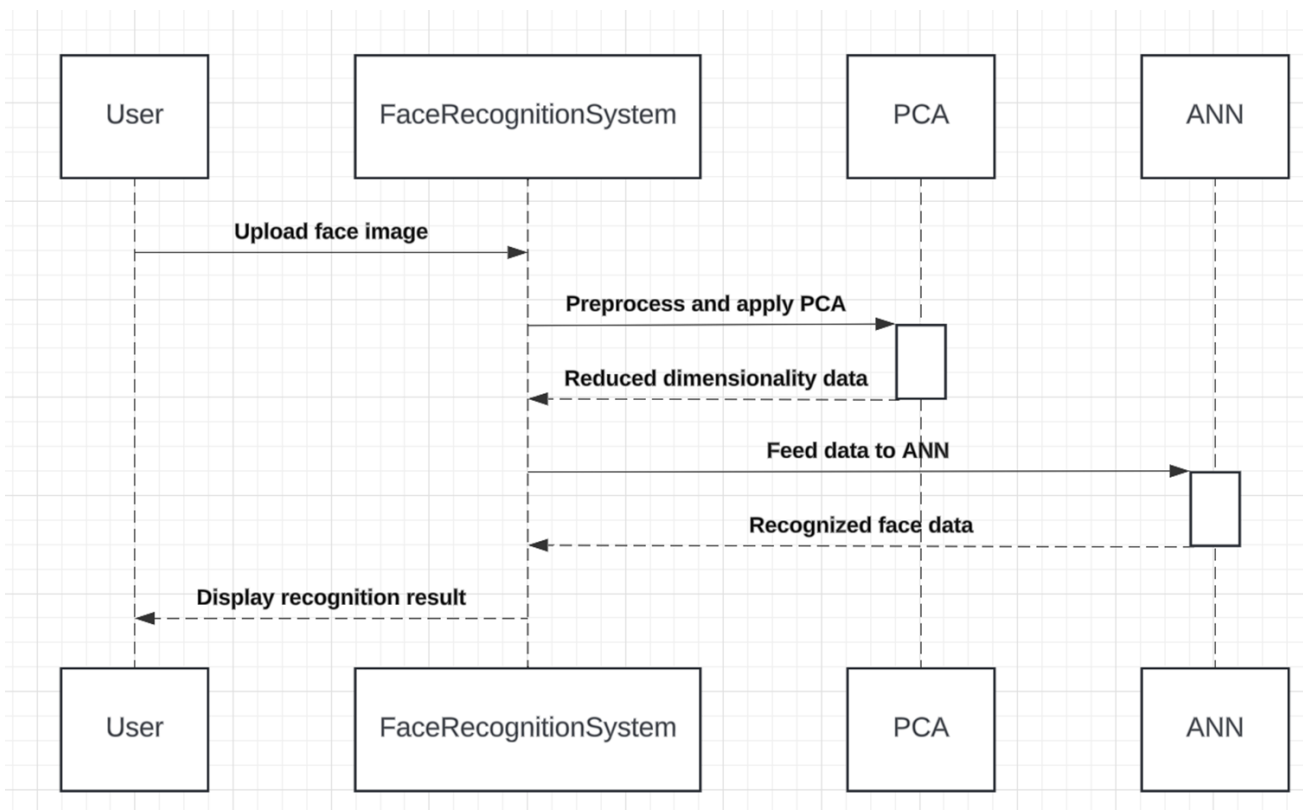 User
FaceRecognitionSystem
PCA
ANN
Upload face image
Preprocess and apply PCA
Reduced dimensionality data
Feed data to ANN
Recognized face data
Display recognition result
User
FaceRecognitionSystem
PCA
ANN